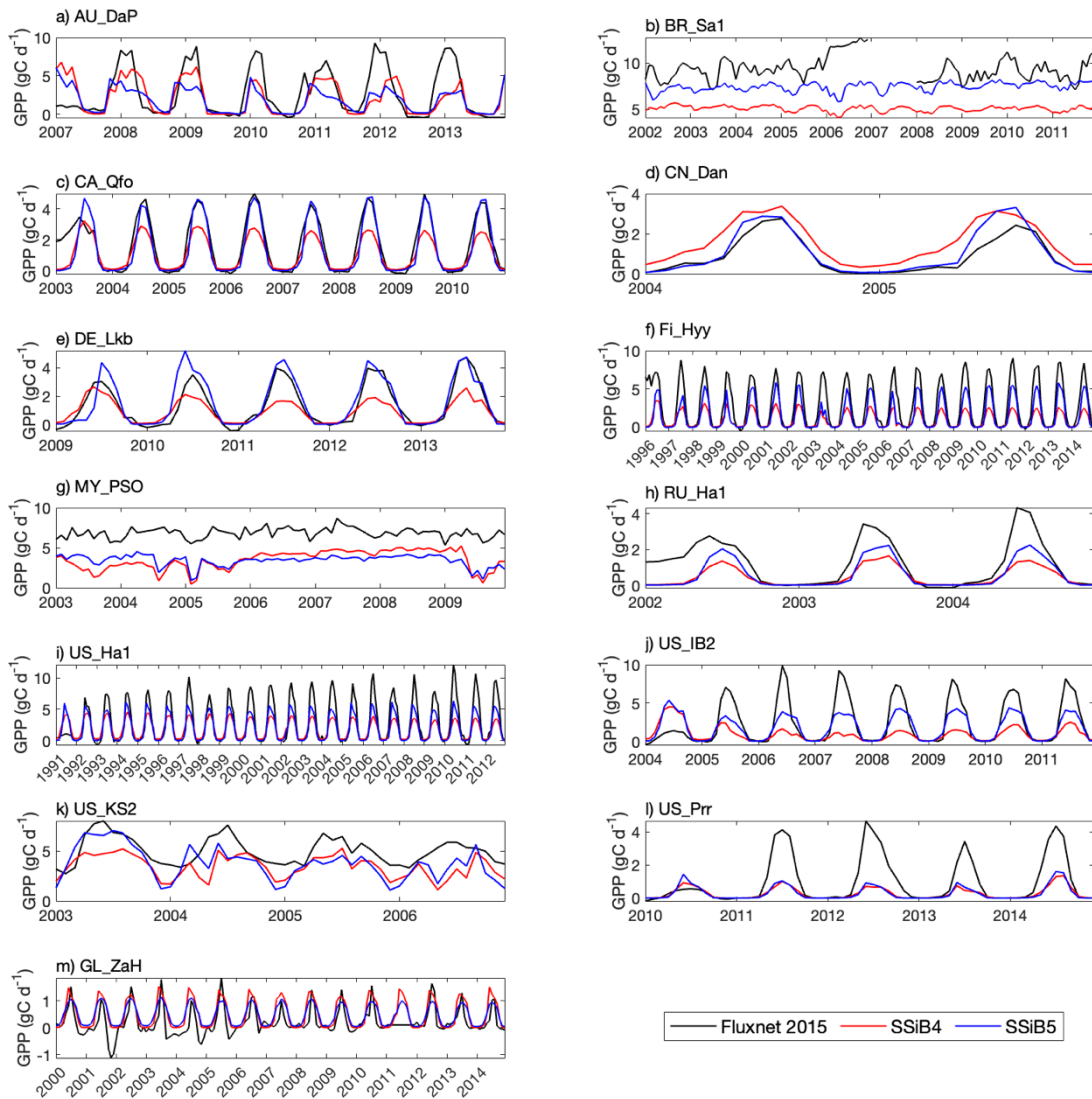 a) AU_DaP
GPP (gC d⁻¹)
10
5
0
2007 2008 2009 2010 2011 2012 2013
b) BR_Sa1
GPP (gC d⁻¹)
10
5
2002 2003 2004 2005 2006 2007 2008 2009 2010 2011
c) CA_Qfo
GPP (gC d⁻¹)
4
2
0
2003 2004 2005 2006 2007 2008 2009 2010
d) CN_Dan
GPP (gC d⁻¹)
4
2
0
2004 2005
e) DE_Lkb
GPP (gC d⁻¹)
4
2
0
2009 2010 2011 2012 2013
f) Fi_Hyy
GPP (gC d⁻¹)
10
5
0
1996 1997 1998 1999 2000 2001 2002 2003 2004 2005 2006 2007 2008 2009 2010 2011 2012 2013 2014
g) MY_PSO
GPP (gC d⁻¹)
10
5
0
2003 2004 2005 2006 2007 2008 2009
h) RU_Ha1
GPP (gC d⁻¹)
4
2
0
2002 2003 2004
i) US_Ha1
GPP (gC d⁻¹)
10
5
0
1991 1992 1993 1994 1995 1996 1997 1998 1999 2000 2001 2002 2003 2004 2005 2006 2007 2008 2009 2010 2011 2012
j) US_IB2
GPP (gC d⁻¹)
10
5
0
2004 2005 2006 2007 2008 2009 2010 2011
k) US_KS2
GPP (gC d⁻¹)
5
0
2003 2004 2005 2006
l) US_Prr
GPP (gC d⁻¹)
4
2
0
2010 2011 2012 2013 2014
m) GL_ZaH
GPP (gC d⁻¹)
1
0
-1
2000 2001 2002 2003 2004 2005 2006 2007 2008 2009 2010 2011 2012 2013 2014
Fluxnet 2015 SSiB4 SSiB5